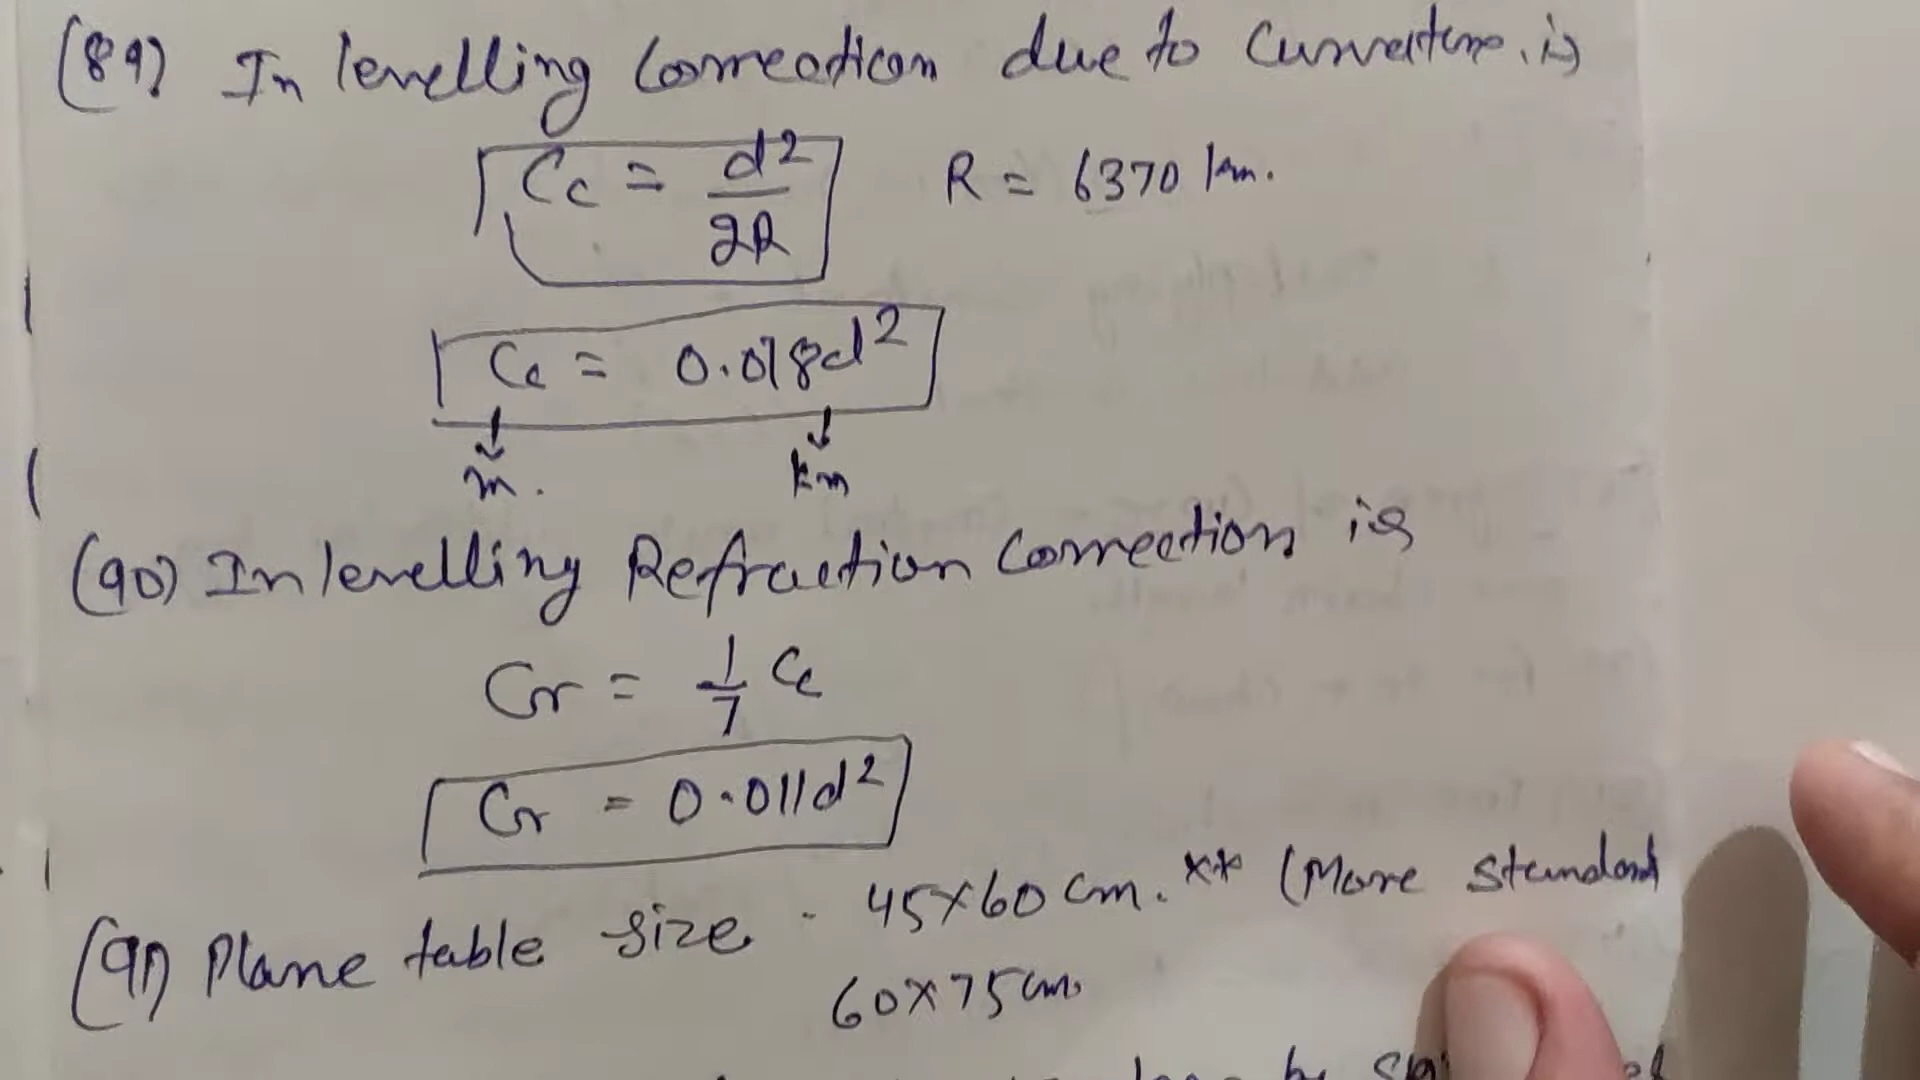 (89) In levelling Correction due to Curvature is
Cc = d²/2R R = 6370 km.
Cc = 0.078d²
m. km
(90) In levelling Refraction Correction is
Cr = 1/7 Cc
Cr = 0.011d²
(91) Plane table size - 45×60 cm. ** (More standard
60×75 cm.
by